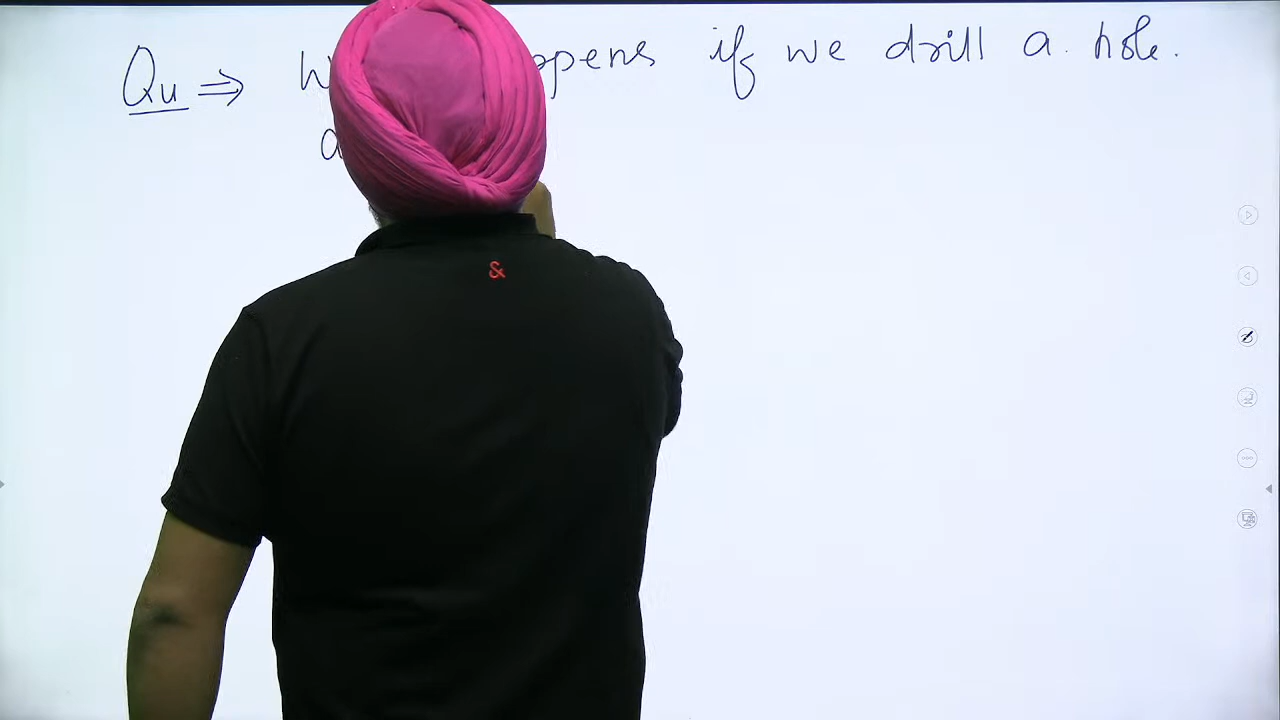 Qu ⇒ ppens if we drill a hole.
&